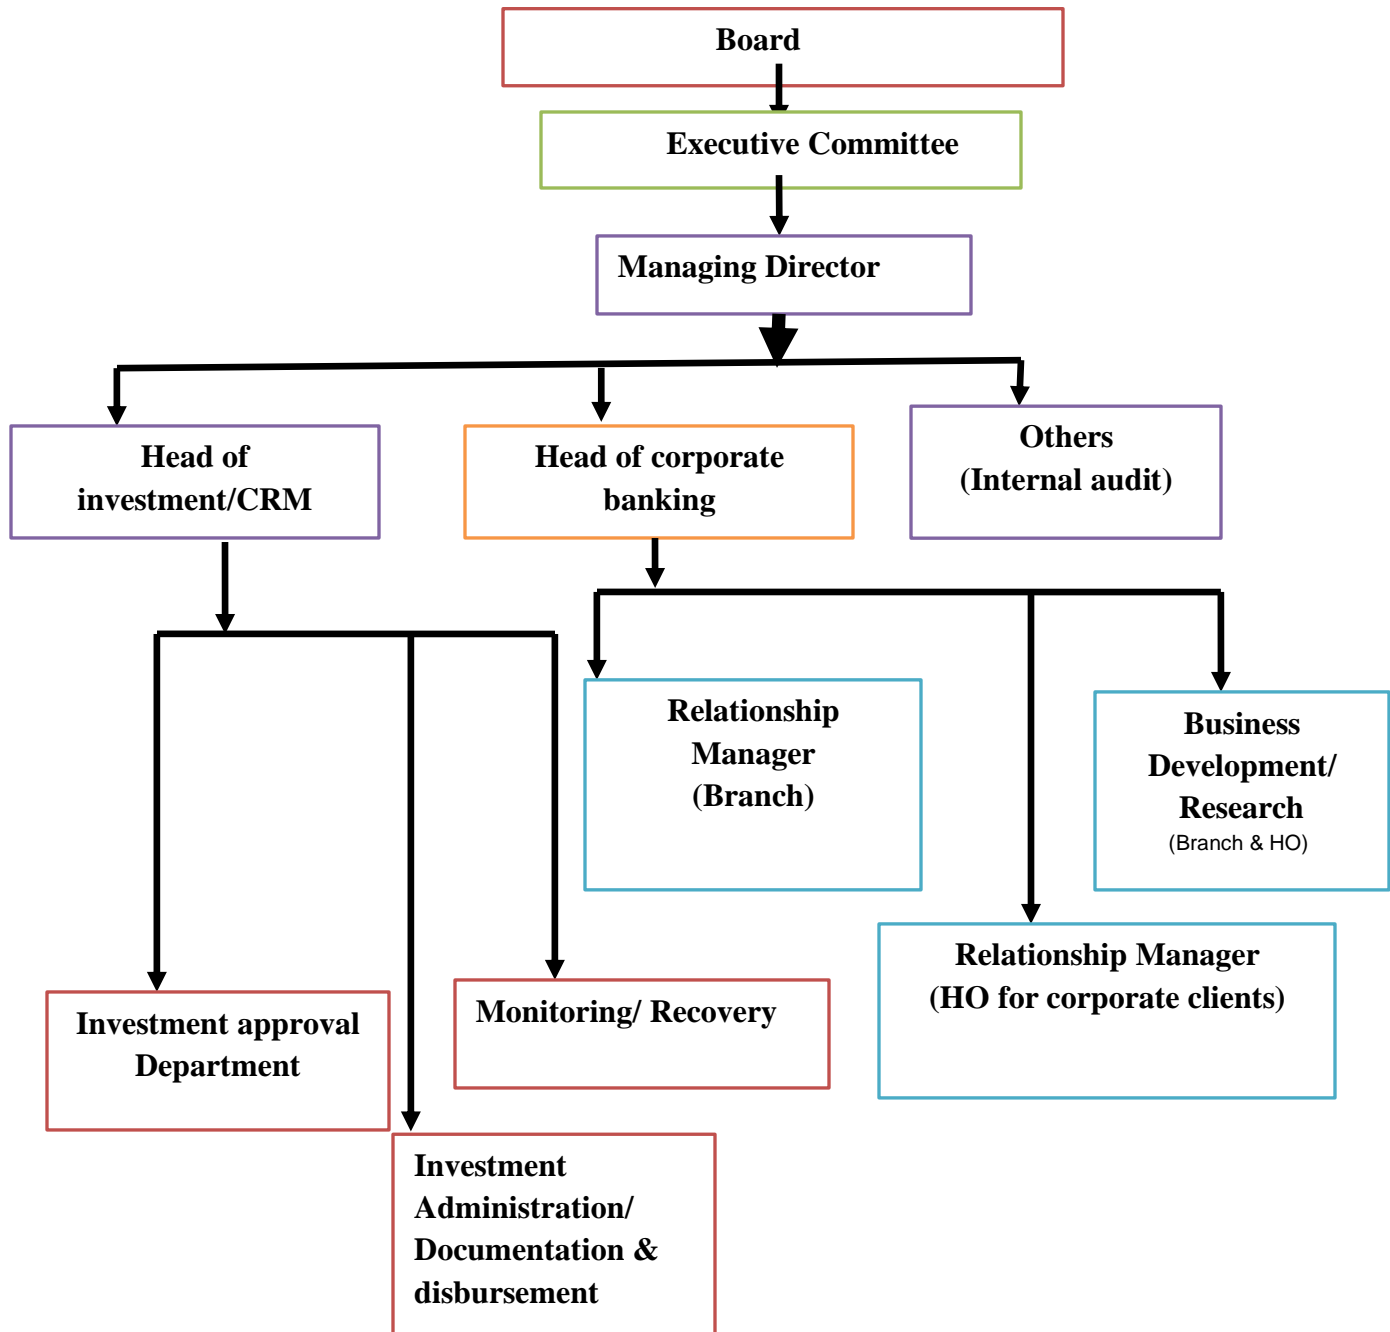 Board
Executive Committee
Managing Director
Head of
investment/CRM
Head of corporate
banking
Others
(Internal audit)
Relationship
Manager
(Branch)
Business
Development/
Research
(Branch & HO)
Relationship Manager
(HO for corporate clients)
Investment approval
Department
Monitoring/ Recovery
Investment
Administration/
Documentation &
disbursement